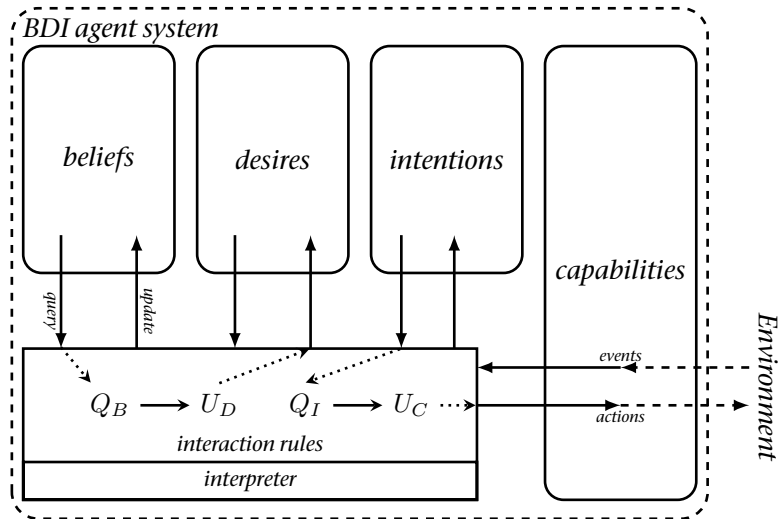 BDI agent system
beliefs
desires
intentions
capabilities
query
update
events
actions
Environment
Q_B
U_D
Q_I
U_C
interaction rules
interpreter